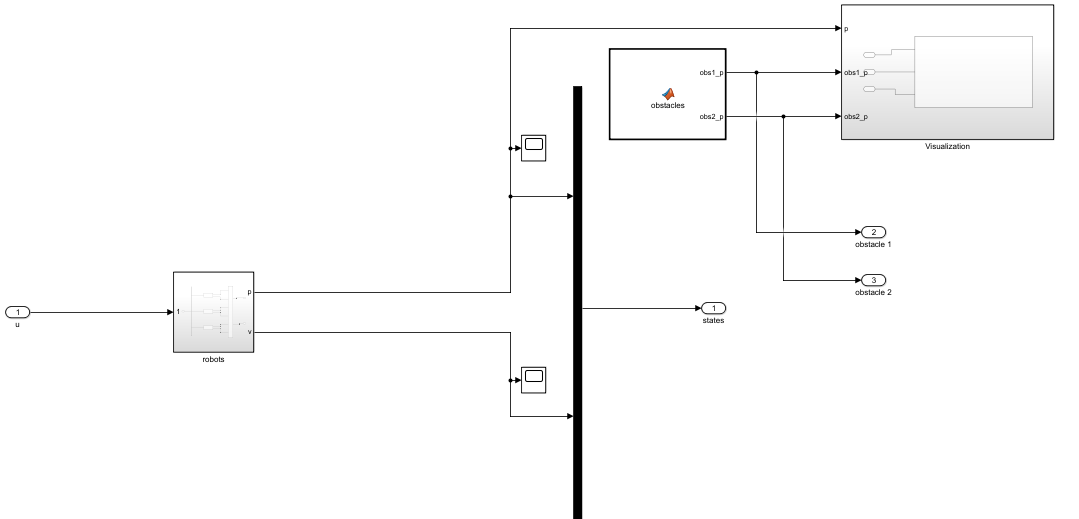 p
obs1_p
obs1_p
obstacles
obs2_p
obs2_p
Visualization
2
obstacle 1
3
obstacle 2
1
u
1
p
v
robots
1
states